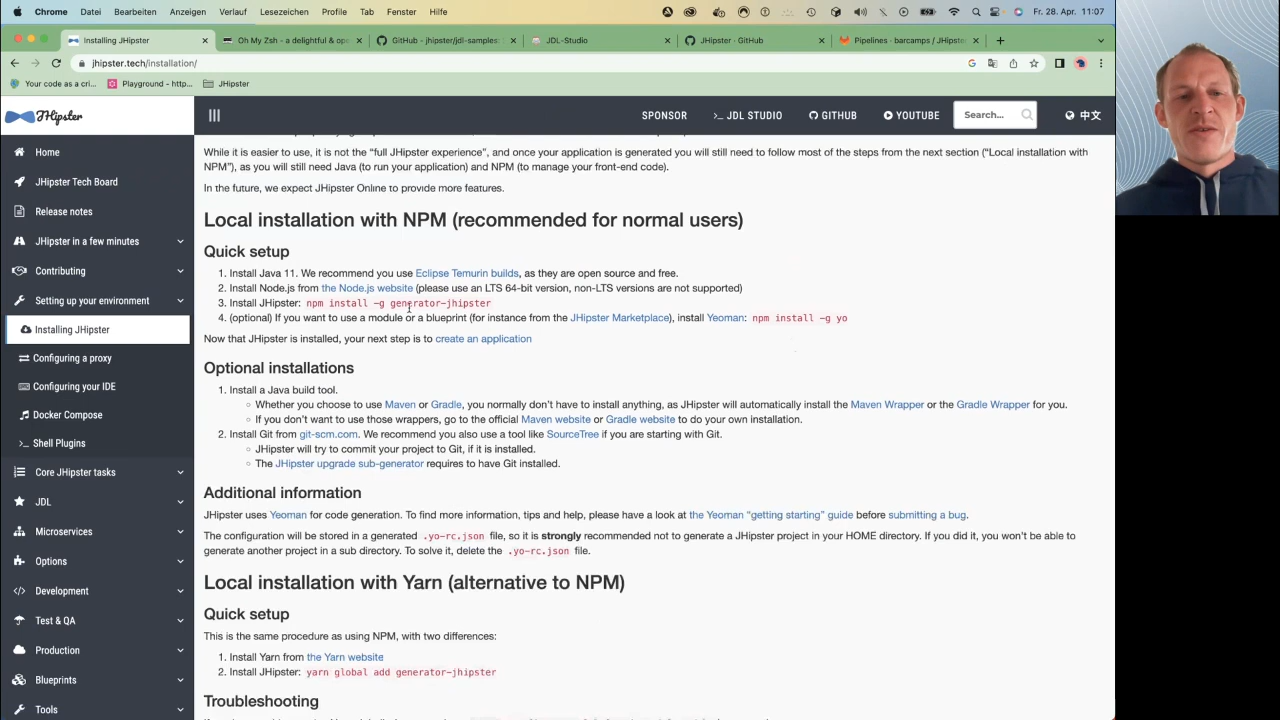 Chrome Bearbeiten Anzeigen Verlauf Lesezeichen Profile Tab Fenster Hilfe Fr. 28. Apr. 11:07
Installing JHipster Oh My Zsh - a delightful & ope GitHub - jhipster/jdl-samples: JDL-Studio JHipster · GitHub Pipelines · barcamps / JHipster
jhipster.tech/installation/
Your code as a cri... Playground - http... JHipster
JHipster
SPONSOR >_ JDL STUDIO GITHUB YOUTUBE Search... 中文
Home
JHipster Tech Board
Release notes
JHipster in a few minutes
Contributing
Setting up your environment
Installing JHipster
Configuring a proxy
Configuring your IDE
Docker Compose
Shell Plugins
Core JHipster tasks
JDL
Microservices
Options
Development
Test & QA
Production
Blueprints
Tools
While it is easier to use, it is not the “full JHipster experience”, and once your application is generated you will still need to follow most of the steps from the next section (“Local installation with
NPM”), as you will still need Java (to run your application) and NPM (to manage your front-end code).
In the future, we expect JHipster Online to provide more features.
Local installation with NPM (recommended for normal users)
Quick setup
1. Install Java 11. We recommend you use Eclipse Temurin builds, as they are open source and free.
2. Install Node.js from the Node.js website (please use an LTS 64-bit version, non-LTS versions are not supported)
3. Install JHipster: npm install -g generator-jhipster
4. (optional) If you want to use a module or a blueprint (for instance from the JHipster Marketplace), install Yeoman: npm install -g yo
Now that JHipster is installed, your next step is to create an application
Optional installations
1. Install a Java build tool.
Whether you choose to use Maven or Gradle, you normally don’t have to install anything, as JHipster will automatically install the Maven Wrapper or the Gradle Wrapper for you.
If you don’t want to use those wrappers, go to the official Maven website or Gradle website to do your own installation.
2. Install Git from git-scm.com. We recommend you also use a tool like SourceTree if you are starting with Git.
JHipster will try to commit your project to Git, if it is installed.
The JHipster upgrade sub-generator requires to have Git installed.
Additional information
JHipster uses Yeoman for code generation. To find more information, tips and help, please have a look at the Yeoman “getting starting” guide before submitting a bug.
The configuration will be stored in a generated .yo-rc.json file, so it is strongly recommended not to generate a JHipster project in your HOME directory. If you did it, you won’t be able to
generate another project in a sub directory. To solve it, delete the .yo-rc.json file.
Local installation with Yarn (alternative to NPM)
Quick setup
This is the same procedure as using NPM, with two differences:
1. Install Yarn from the Yarn website
2. Install JHipster: yarn global add generator-jhipster
Troubleshooting